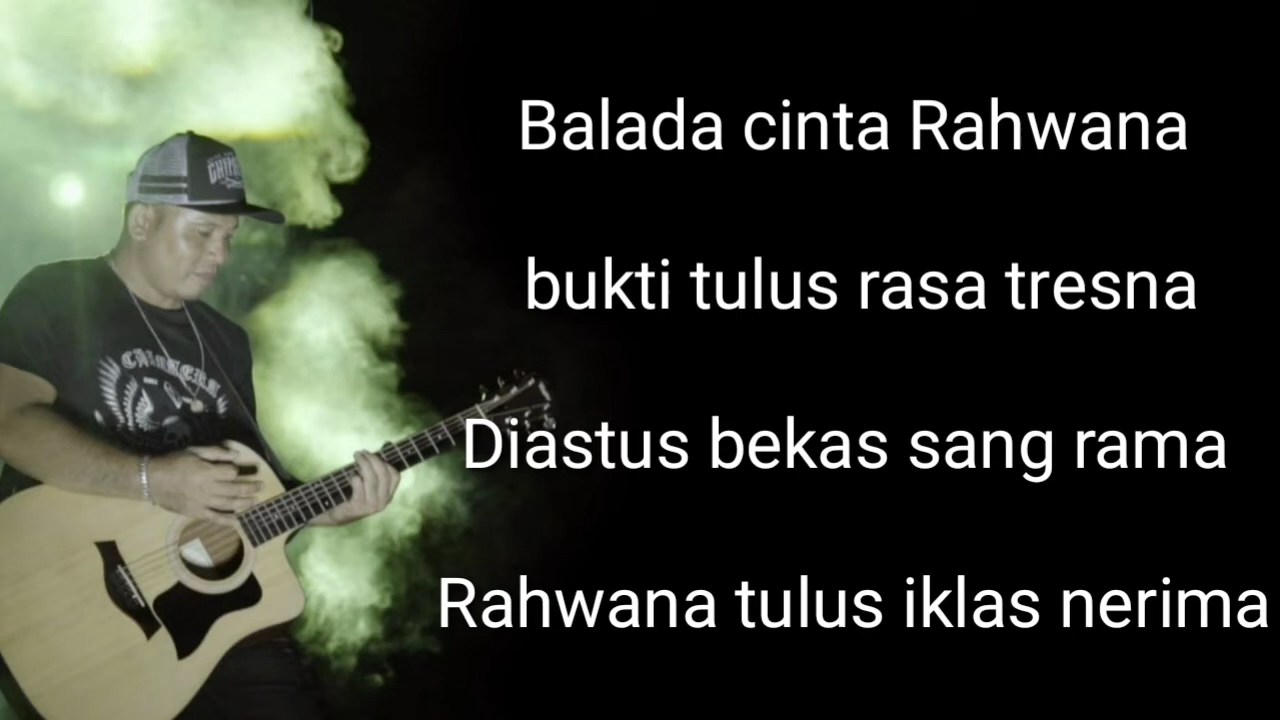 Balada cinta Rahwana
bukti tulus rasa tresna
Diastus bekas sang rama
Rahwana tulus iklas nerima